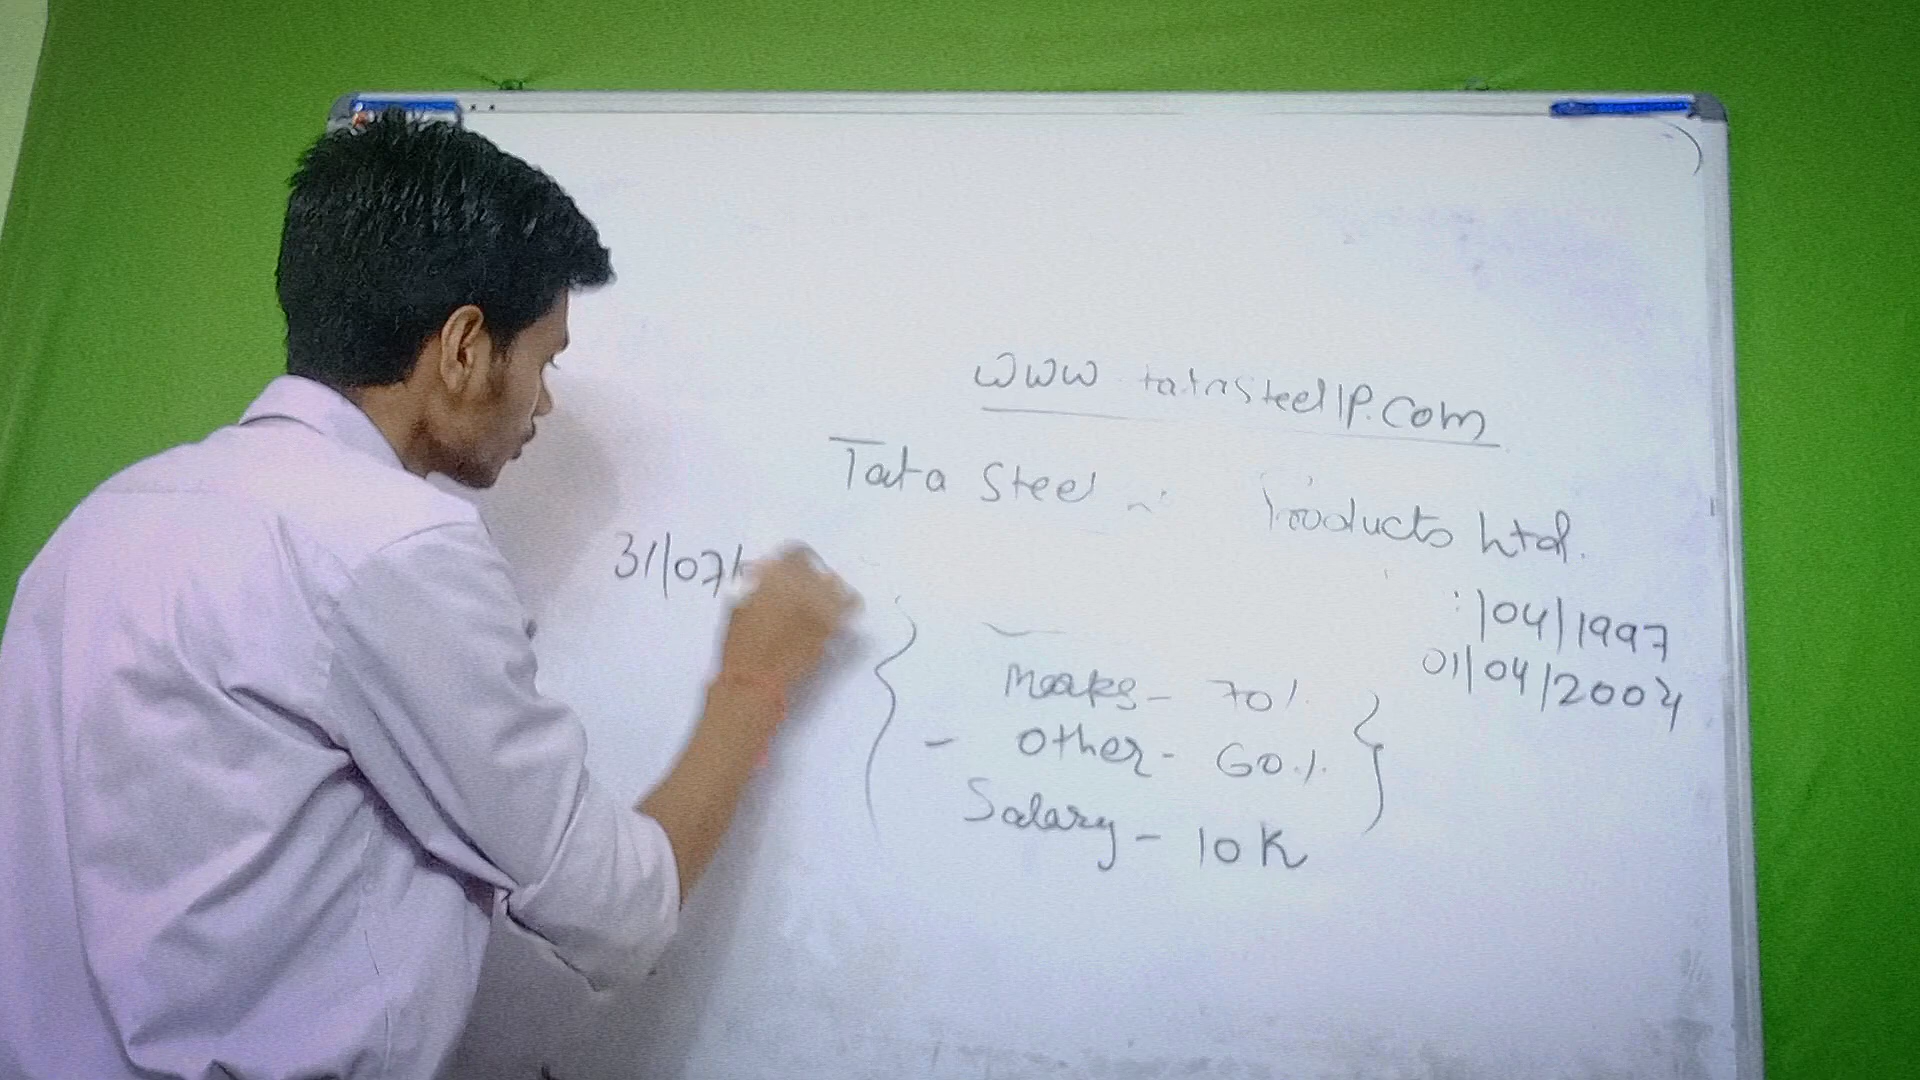 www tatasteelIP.com
Tata Steel Products Ltd.
31/07/
/04/1997
01/04/2004
Marks - 70%
- Other - 60%
Salary - 10K